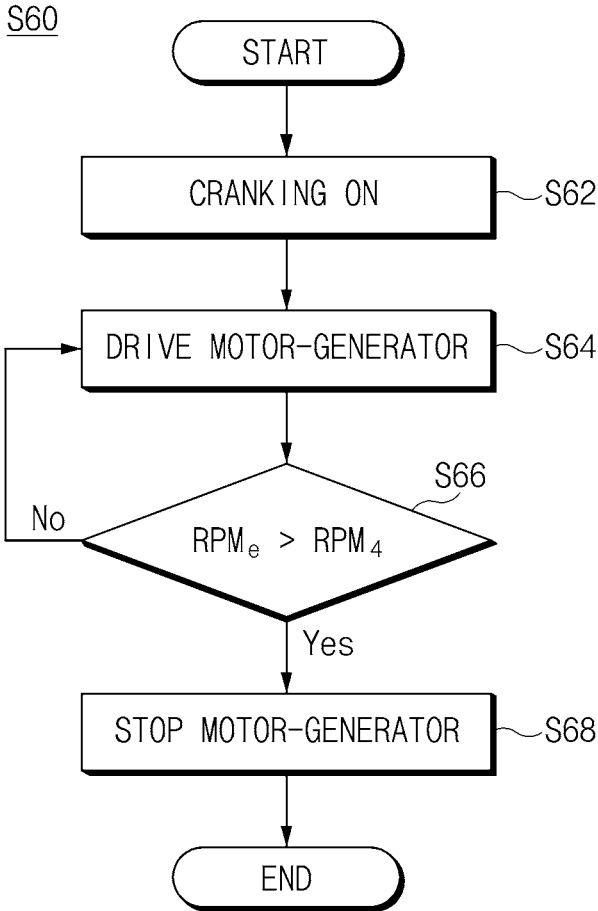 S60
START
CRANKING ON
S62
DRIVE MOTOR-GENERATOR
S64
S66
RPMe > RPM4
No
Yes
STOP MOTOR-GENERATOR
S68
END